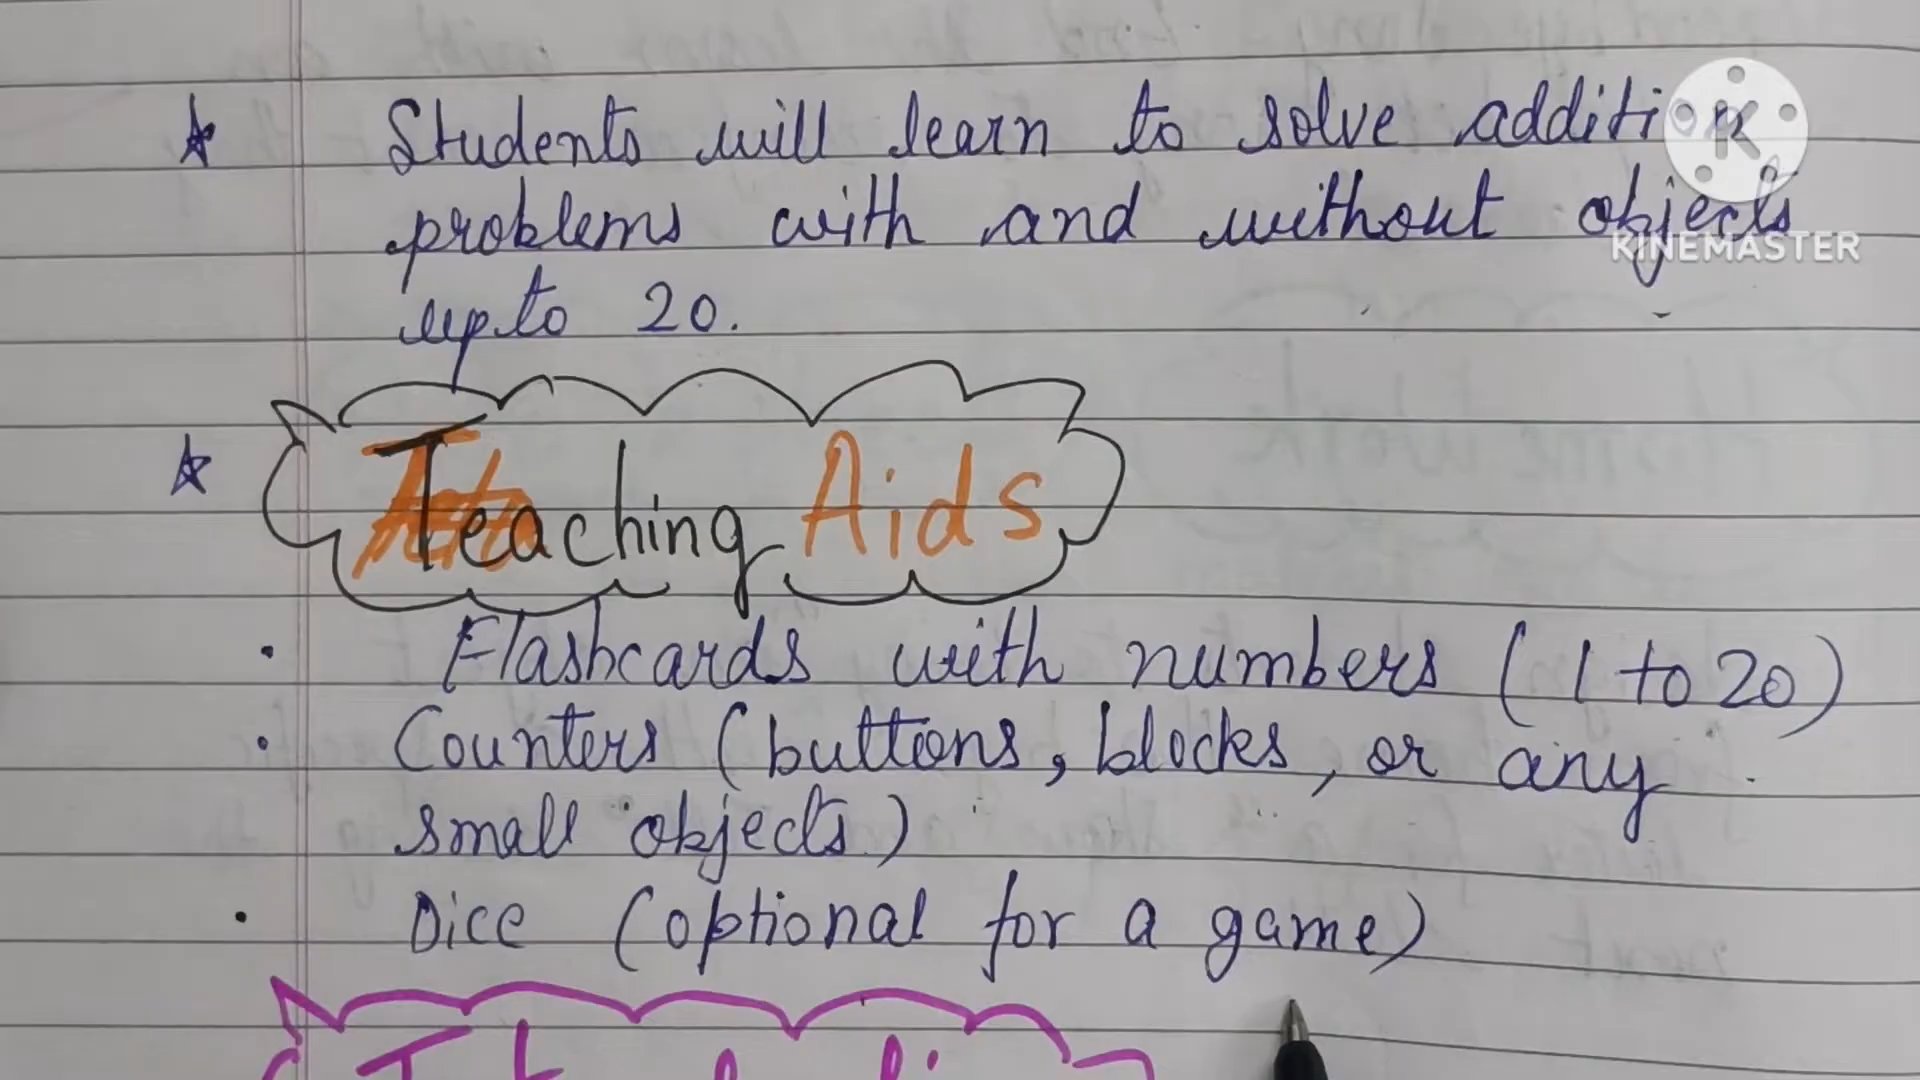 Students will learn to solve addition
problems with and without objects
upto 20.
Teaching Aids
Flashcards with numbers (1 to 20)
Counters (buttons, blocks, or any
small objects)
Dice (optional for a game)
K
KINEMASTER